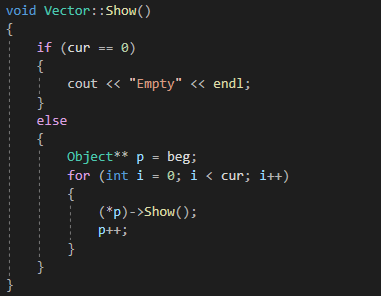 void Vector::Show()
{
    if (cur == 0)
    {
        cout << "Empty" << endl;
    }
    else
    {
        Object** p = beg;
        for (int i = 0; i < cur; i++)
        {
            (*p)->Show();
            p++;
        }
    }
}